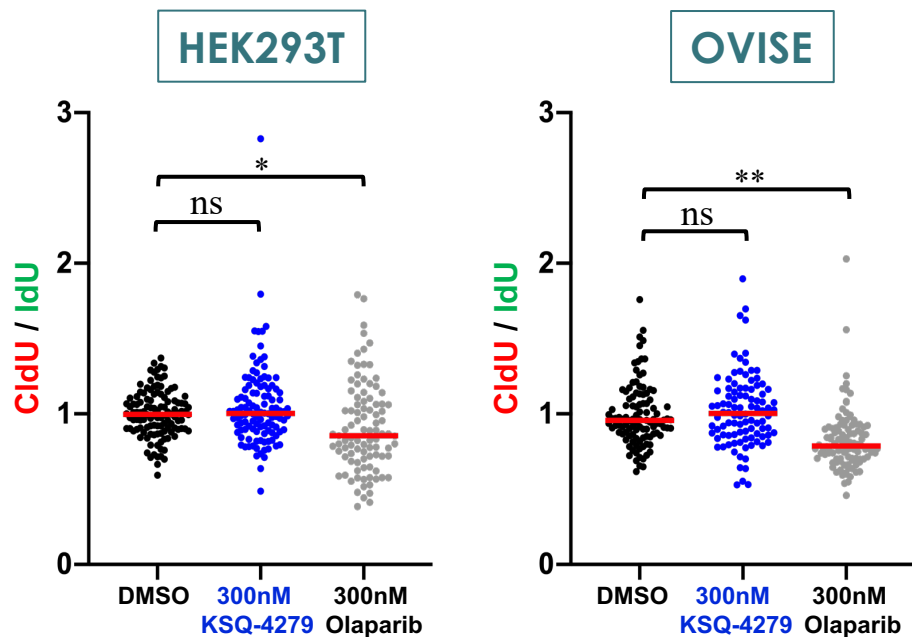 HEK293T
3
2
1
0
CldU / IdU
*
ns
DMSO
300nM
KSQ-4279
300nM
Olaparib
OVISE
3
2
1
0
CldU / IdU
**
ns
DMSO
300nM
KSQ-4279
300nM
Olaparib